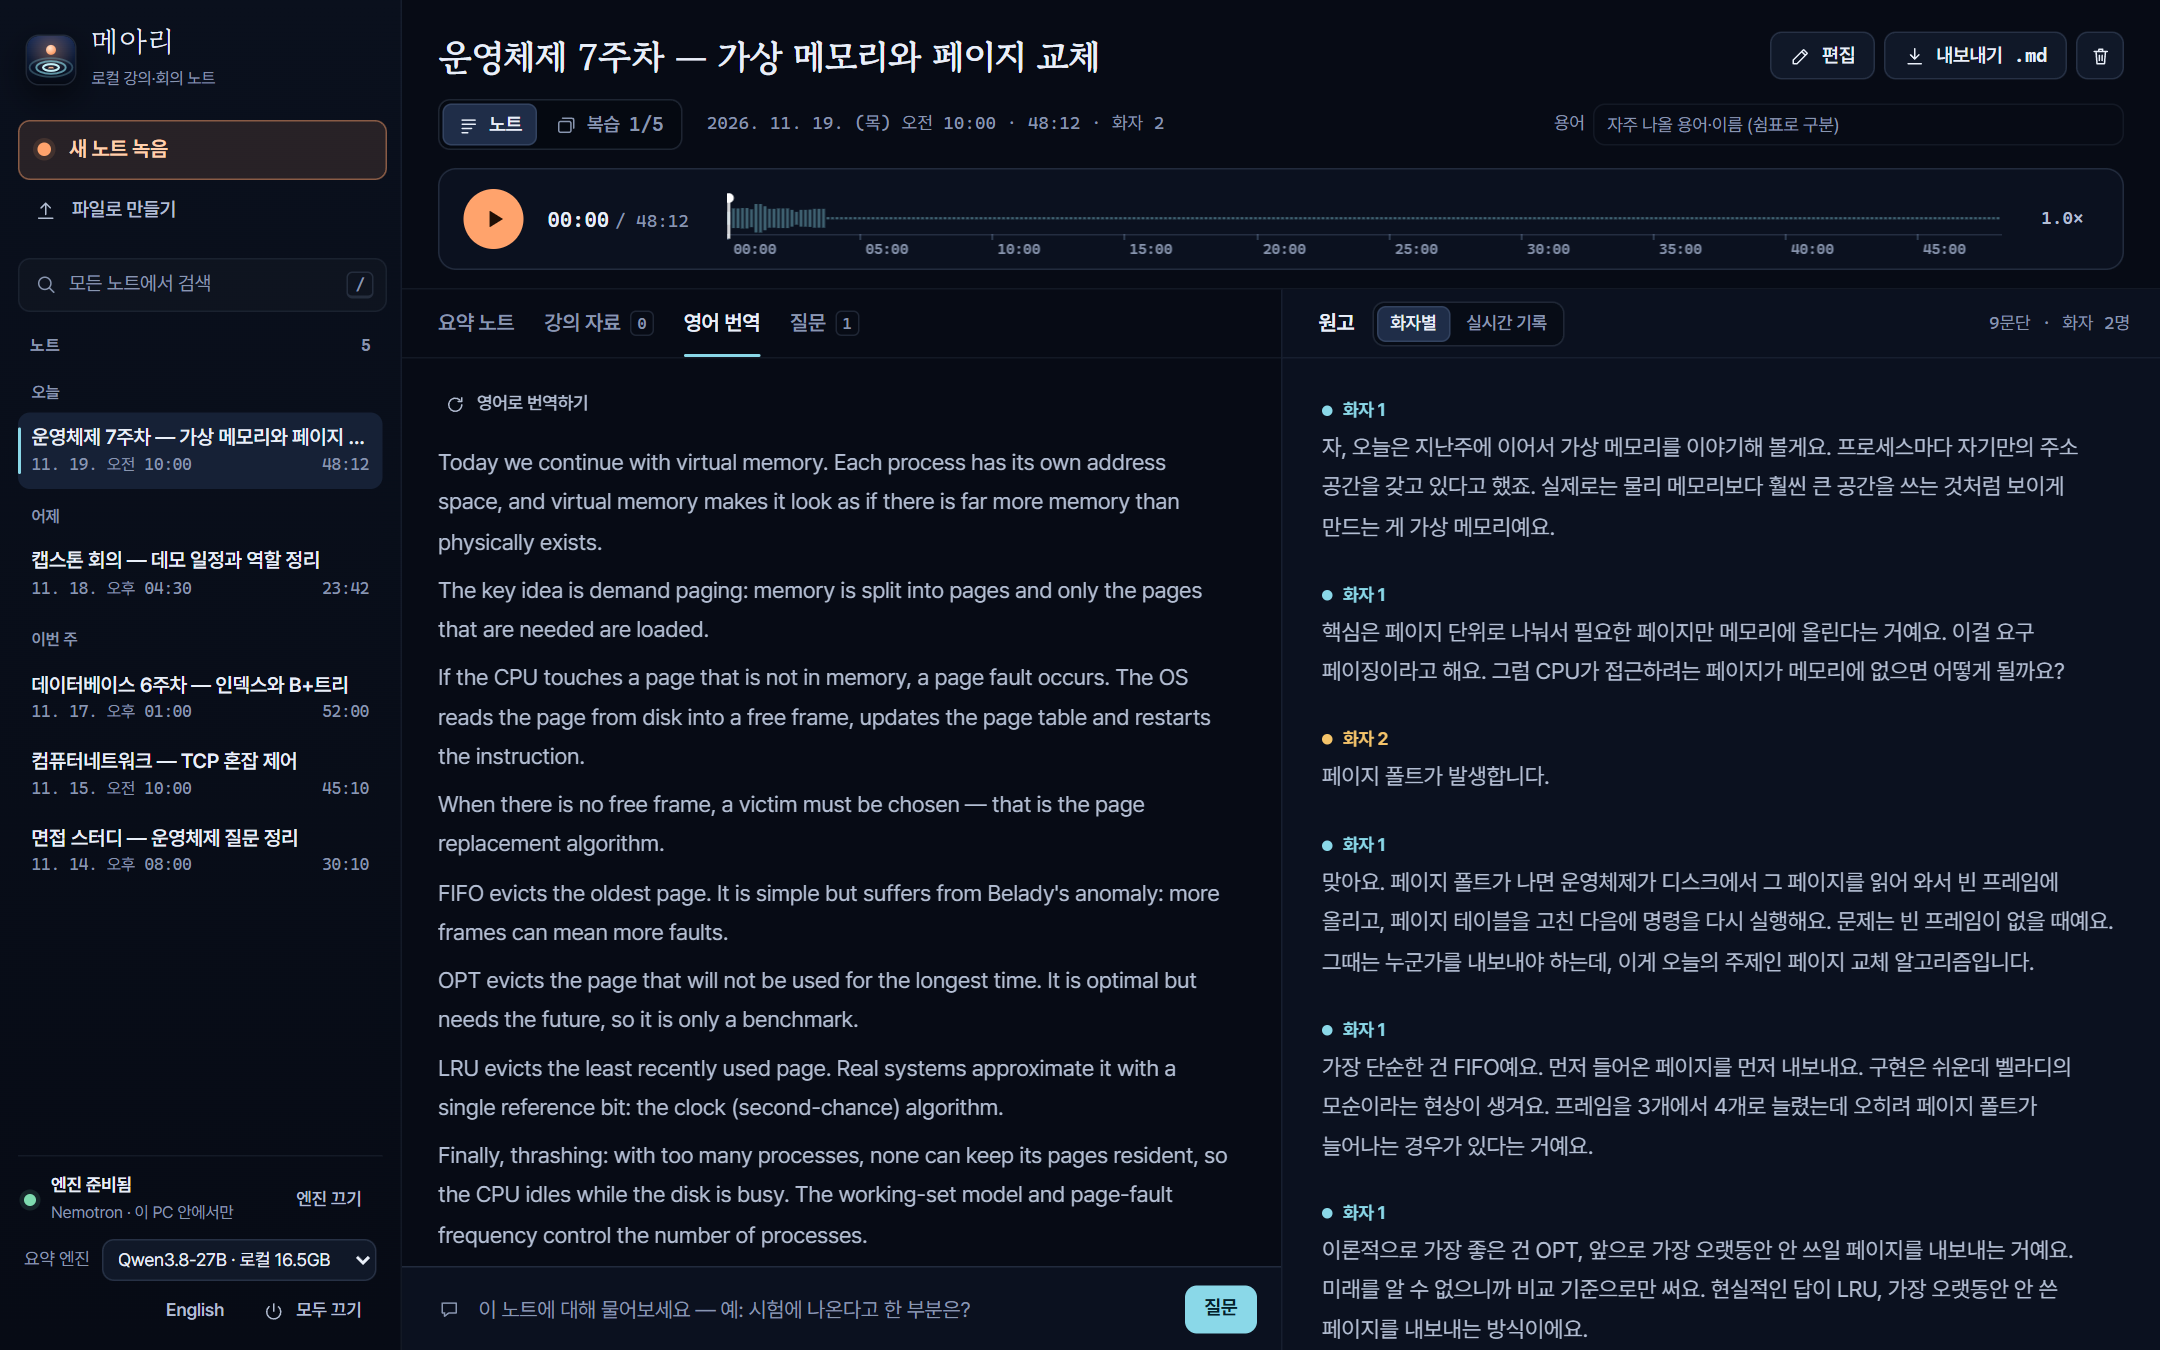 메아리
로컬 강의·회의 노트
새 노트 녹음
파일로 만들기
모든 노트에서 검색 /
노트 5
오늘
운영체제 7주차 — 가상 메모리와 페이지 ...
11. 19. 오전 10:00 48:12
어제
캡스톤 회의 — 데모 일정과 역할 정리
11. 18. 오후 04:30 23:42
이번 주
데이터베이스 6주차 — 인덱스와 B+트리
11. 17. 오후 01:00 52:00
컴퓨터네트워크 — TCP 혼잡 제어
11. 15. 오전 10:00 45:10
면접 스터디 — 운영체제 질문 정리
11. 14. 오후 08:00 30:10
엔진 준비됨
Nemotron · 이 PC 안에서만
엔진 끄기
요약 엔진 Qwen3.8-27B · 로컬 16.5GB
English 모두 끄기
운영체제 7주차 — 가상 메모리와 페이지 교체
편집 내보내기 .md
노트 복습 1/5 2026. 11. 19. (목) 오전 10:00 · 48:12 · 화자 2
용어 자주 나올 용어·이름 (쉼표로 구분)
00:00 / 48:12
00:00 05:00 10:00 15:00 20:00 25:00 30:00 35:00 40:00 45:00
1.0×
요약 노트 강의 자료 0 영어 번역 질문 1
영어로 번역하기
Today we continue with virtual memory. Each process has its own address
space, and virtual memory makes it look as if there is far more memory than
physically exists.
The key idea is demand paging: memory is split into pages and only the pages
that are needed are loaded.
If the CPU touches a page that is not in memory, a page fault occurs. The OS
reads the page from disk into a free frame, updates the page table and restarts
the instruction.
When there is no free frame, a victim must be chosen — that is the page
replacement algorithm.
FIFO evicts the oldest page. It is simple but suffers from Belady's anomaly: more
frames can mean more faults.
OPT evicts the page that will not be used for the longest time. It is optimal but
needs the future, so it is only a benchmark.
LRU evicts the least recently used page. Real systems approximate it with a
single reference bit: the clock (second-chance) algorithm.
Finally, thrashing: with too many processes, none can keep its pages resident, so
the CPU idles while the disk is busy. The working-set model and page-fault
frequency control the number of processes.
이 노트에 대해 물어보세요 — 예: 시험에 나온다고 한 부분은?
질문
원고 화자별 실시간 기록 9문단 · 화자 2명
화자 1
자, 오늘은 지난주에 이어서 가상 메모리를 이야기해 볼게요. 프로세스마다 자기만의 주소
공간을 갖고 있다고 했죠. 실제로는 물리 메모리보다 훨씬 큰 공간을 쓰는 것처럼 보이게
만드는 게 가상 메모리예요.
화자 1
핵심은 페이지 단위로 나눠서 필요한 페이지만 메모리에 올린다는 거예요. 이걸 요구
페이징이라고 해요. 그럼 CPU가 접근하려는 페이지가 메모리에 없으면 어떻게 될까요?
화자 2
페이지 폴트가 발생합니다.
화자 1
맞아요. 페이지 폴트가 나면 운영체제가 디스크에서 그 페이지를 읽어 와서 빈 프레임에
올리고, 페이지 테이블을 고친 다음에 명령을 다시 실행해요. 문제는 빈 프레임이 없을 때예요.
그때는 누군가를 내보내야 하는데, 이게 오늘의 주제인 페이지 교체 알고리즘입니다.
화자 1
가장 단순한 건 FIFO예요. 먼저 들어온 페이지를 먼저 내보내요. 구현은 쉬운데 벨라디의
모순이라는 현상이 생겨요. 프레임을 3개에서 4개로 늘렸는데 오히려 페이지 폴트가
늘어나는 경우가 있다는 거예요.
화자 1
이론적으로 가장 좋은 건 OPT, 앞으로 가장 오랫동안 안 쓰일 페이지를 내보내는 거예요.
미래를 알 수 없으니까 비교 기준으로만 써요. 현실적인 답이 LRU, 가장 오랫동안 안 쓴
페이지를 내보내는 방식이에요.